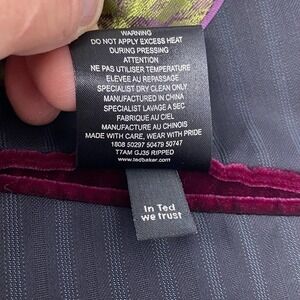 WARNING
DO NOT APPLY EXCESS HEAT
DURING PRESSING
ATTENTION
NE PAS UTILISER TEMPERATURE
ELEVEE AU REPASSAGE
SPECIALIST DRY CLEAN ONLY
MANUFACTURED IN CHINA
SPECIALIST LAVAGE A SEC
FABRIQUE AU CIEL
MANUFACTURE AU CHINOIS
MADE WITH CARE, WEAR WITH PRIDE
1808 50297 50479 50747
T7AM GJ35 RIPPED
www.tedbaker.com
In Ted
we trust